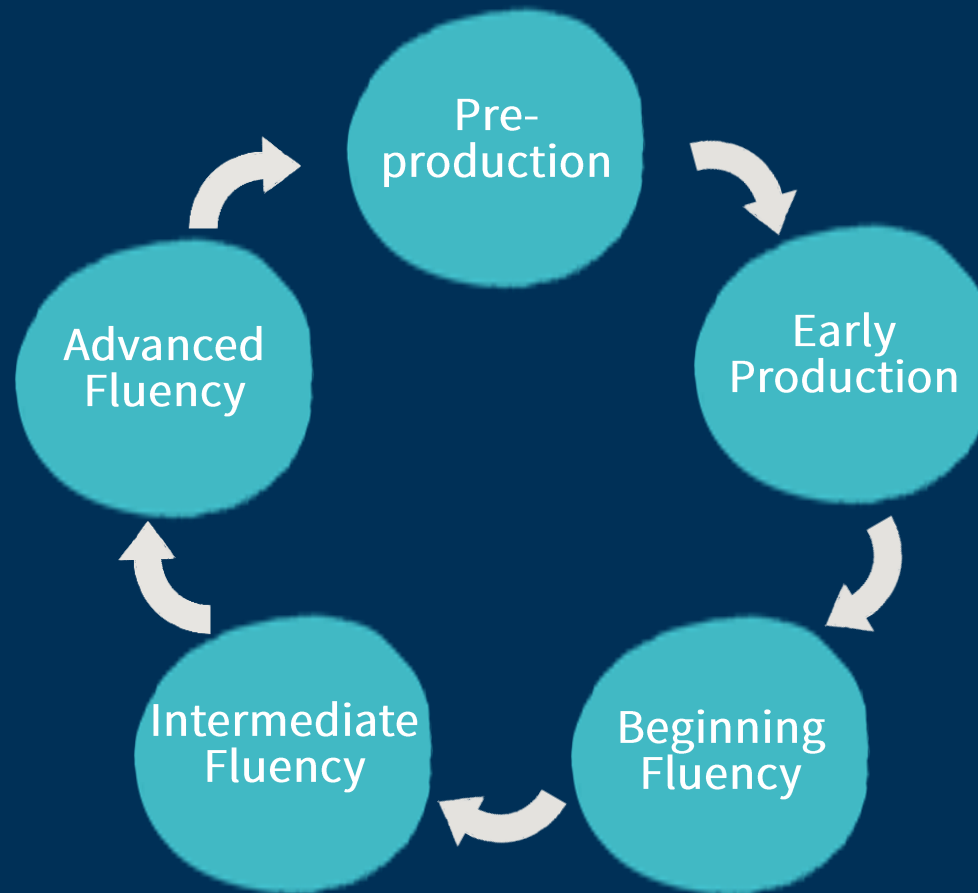 Pre-
production
Early
Production
Beginning
Fluency
Intermediate
Fluency
Advanced
Fluency